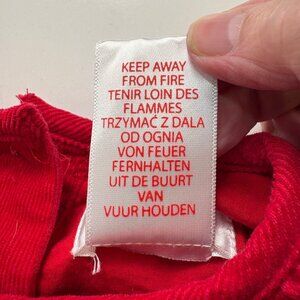 KEEP AWAY
FROM FIRE
TENIR LOIN DES
FLAMMES
TRZYMAĆ Z DALA
OD OGNIA
VON FEUER
FERNHALTEN
UIT DE BUURT
VAN
VUUR HOUDEN